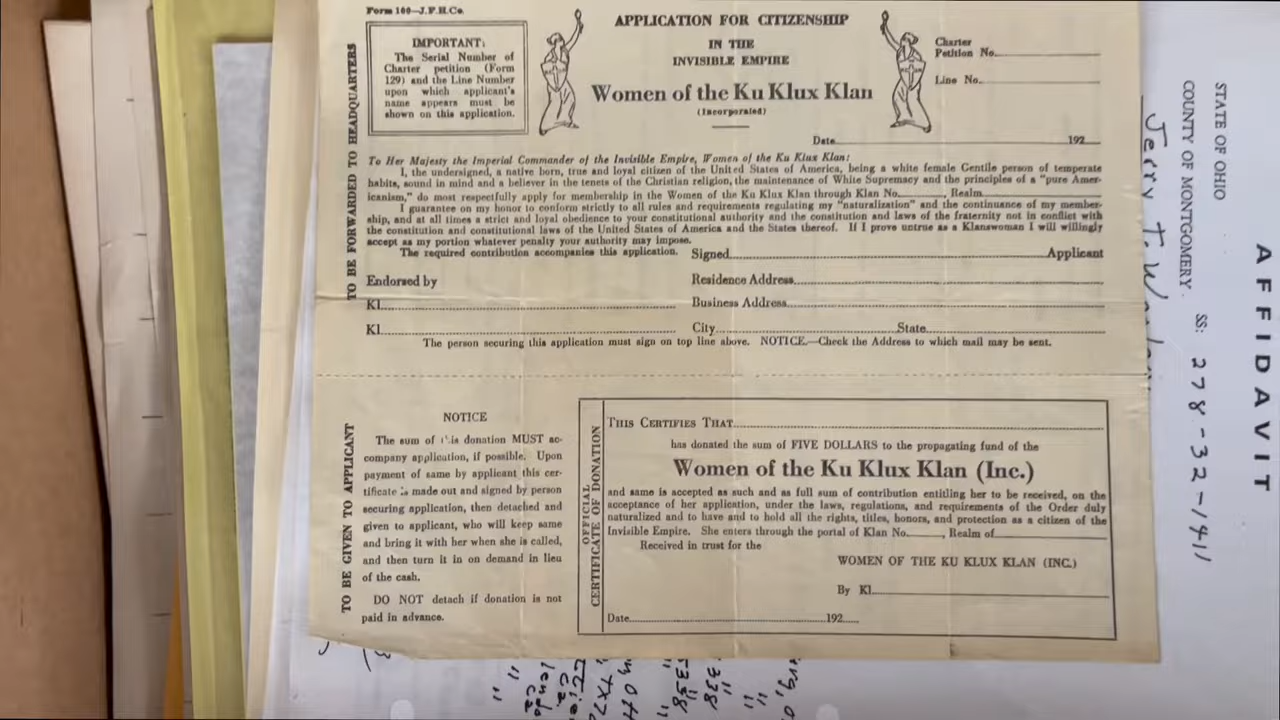 Form 100—J.F.H.Co.
IMPORTANT:
The Serial Number of
Charter petition (Form
129) and the Line Number
upon which applicant's
name appears must be
shown on this application.
TO BE FORWARDED TO HEADQUARTERS
APPLICATION FOR CITIZENSHIP
IN THE
INVISIBLE EMPIRE
Women of the Ku Klux Klan
(Incorporated)
Charter
Petition No.
Line No.
Date 192
To Her Majesty the Imperial Commander of the Invisible Empire, Women of the Ku Klux Klan:
I, the undersigned, a native born, true and loyal citizen of the United States of America, being a white female Gentile person of temperate
habits, sound in mind and a believer in the tenets of the Christian religion, the maintenance of White Supremacy and the principles of a "pure Amer-
icanism," do most respectfully apply for membership in the Women of the Ku Klux Klan through Klan No. , Realm
I guarantee on my honor to conform strictly to all rules and requirements regulating my "naturalization" and the continuance of my member-
ship, and at all times a strict and loyal obedience to your constitutional authority and the constitution and laws of the fraternity not in conflict with
the constitution and constitutional laws of the United States of America and the States thereof. If I prove untrue as a Klanswoman I will willingly
accept as my portion whatever penalty your authority may impose.
The required contribution accompanies this application. Signed Applicant
Endorsed by Residence Address
Kl. Business Address
Kl. City State
The person securing this application must sign on top line above. NOTICE.—Check the Address to which mail may be sent.
TO BE GIVEN TO APPLICANT
NOTICE
The sum of this donation MUST ac-
company application, if possible. Upon
payment of same by applicant this cer-
tificate is made out and signed by person
securing application, then detached and
given to applicant, who will keep same
and bring it with her when she is called,
and then turn it in on demand in lieu
of the cash.
DO NOT detach if donation is not
paid in advance.
OFFICIAL
CERTIFICATE OF DONATION
THIS CERTIFIES THAT
has donated the sum of FIVE DOLLARS to the propagating fund of the
Women of the Ku Klux Klan (Inc.)
and same is accepted as such and as full sum of contribution entitling her to be received, on the
acceptance of her application, under the laws, regulations, and requirements of the Order duly
naturalized and to have and to hold all the rights, titles, honors, and protection as a citizen of the
Invisible Empire. She enters through the portal of Klan No. , Realm of
Received in trust for the
WOMEN OF THE KU KLUX KLAN (INC.)
By Kl.
Date 192
AFFIDAVIT
STATE OF OHIO
COUNTY OF MONTGOMERY SS: 278-32-1411
Jerry T.